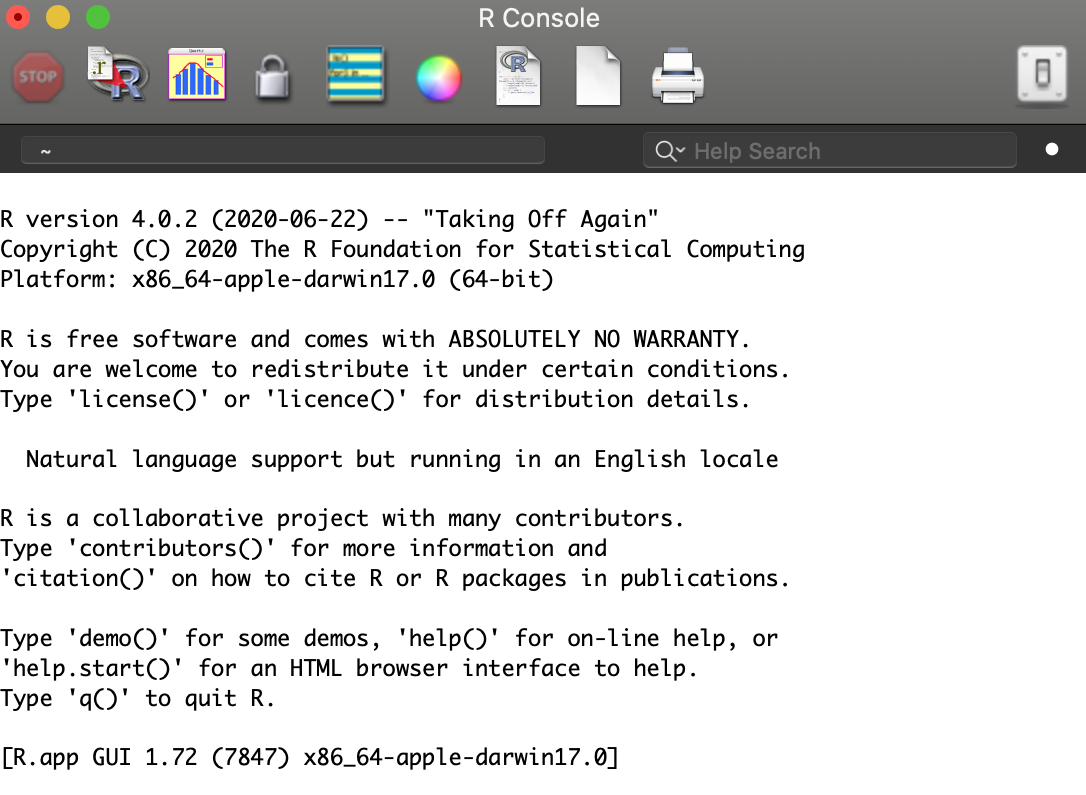 R Console
STOP
~
Help Search
R version 4.0.2 (2020-06-22) -- "Taking Off Again"
Copyright (C) 2020 The R Foundation for Statistical Computing
Platform: x86_64-apple-darwin17.0 (64-bit)
R is free software and comes with ABSOLUTELY NO WARRANTY.
You are welcome to redistribute it under certain conditions.
Type 'license()' or 'licence()' for distribution details.
Natural language support but running in an English locale
R is a collaborative project with many contributors.
Type 'contributors()' for more information and
'citation()' on how to cite R or R packages in publications.
Type 'demo()' for some demos, 'help()' for on-line help, or
'help.start()' for an HTML browser interface to help.
Type 'q()' to quit R.
[R.app GUI 1.72 (7847) x86_64-apple-darwin17.0]